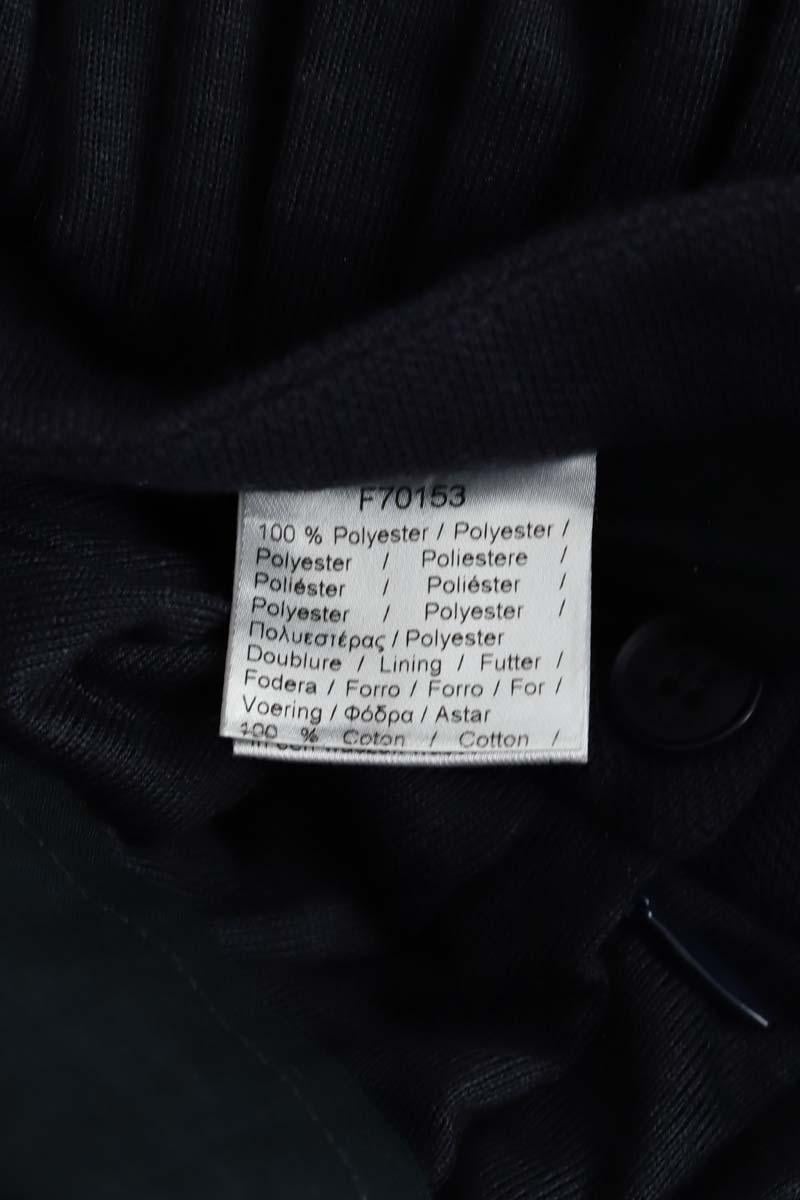 F70153
100 % Polyester / Polyester /
Polyester / Poliestere /
Poliéster / Poliéster /
Polyester / Polyester /
Πολυεστέρας / Polyester
Doublure / Lining / Futter /
Fodera / Forro / Forro / For /
Voering / Φόδρα / Astar
100 % Coton / Cotton /